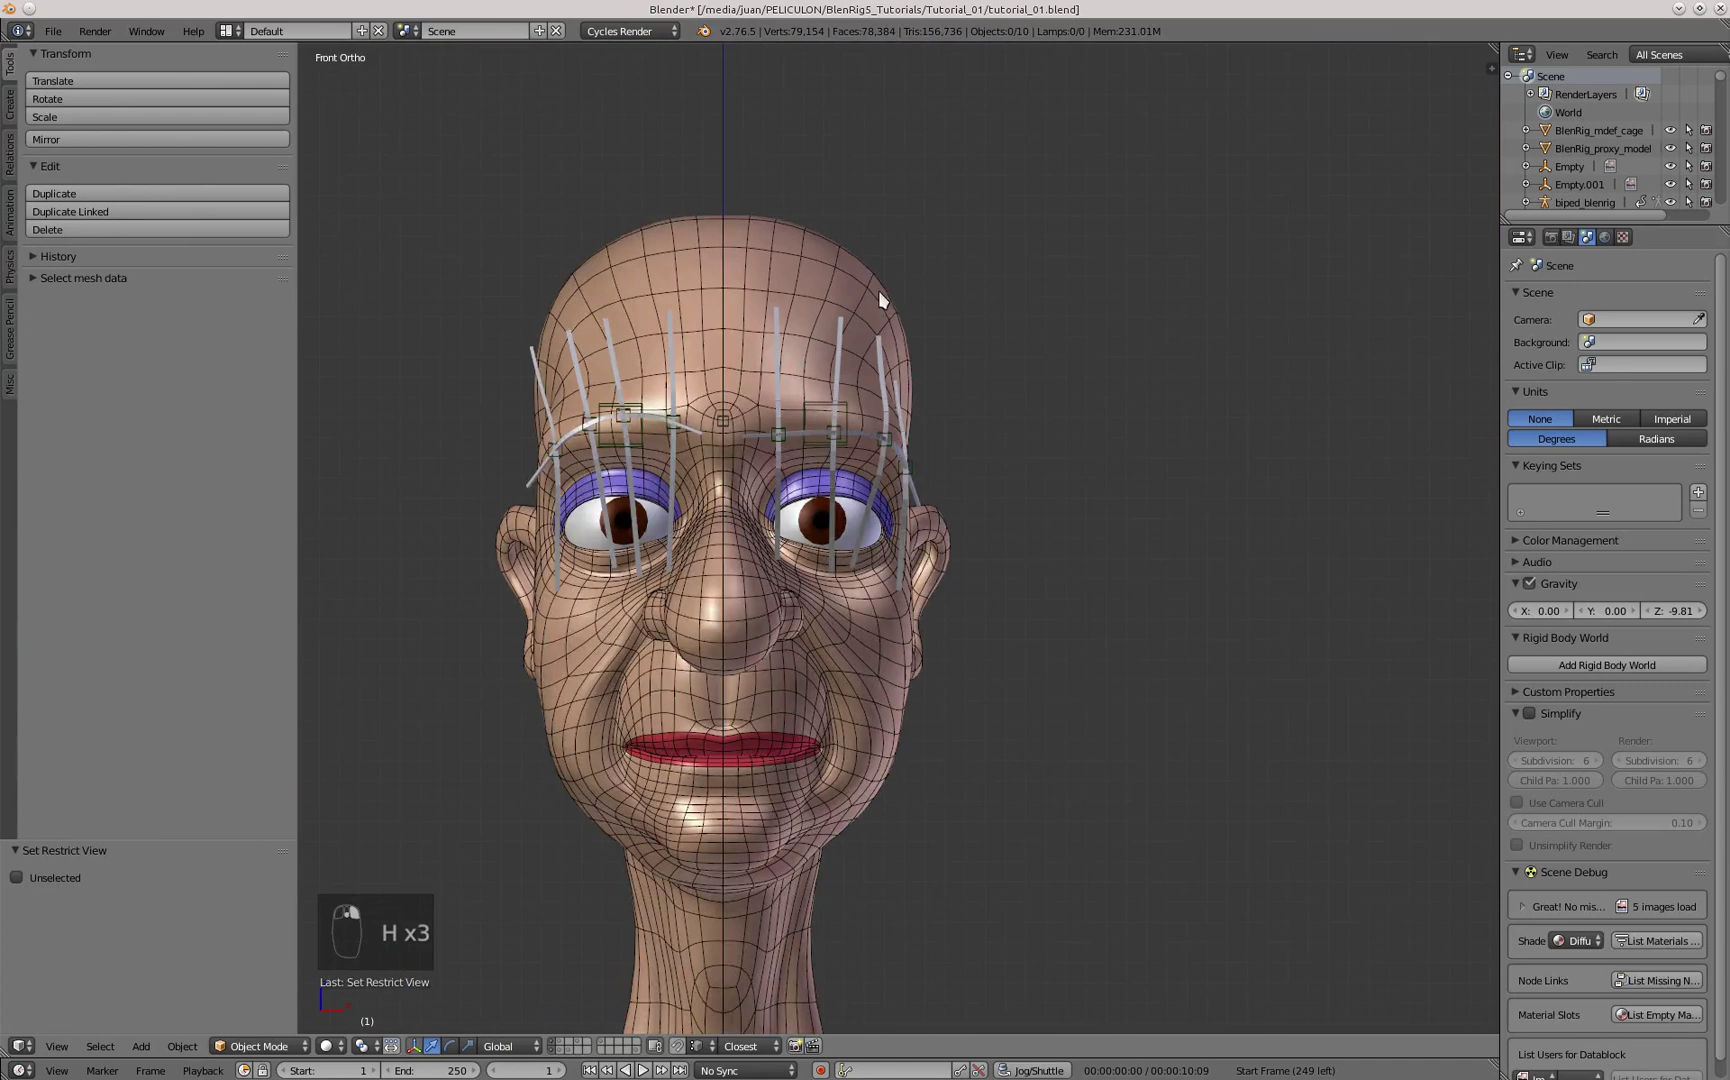 Blender* [/media/juan/PELICULON/BlenRig5_Tutorials/Tutorial_01/tutorial_01.blend]
File Render Window Help Default Scene Cycles Render v2.76.5 | Verts:79,154 | Faces:78,384 | Tris:156,736 | Objects:0/10 | Lamps:0/0 | Mem:231.01M
Tools
Create
Relations
Animation
Physics
Grease Pencil
Misc
Transform
Translate
Rotate
Scale
Mirror
Edit
Duplicate
Duplicate Linked
Delete
History
Select mesh data
Set Restrict View
Unselected
Front Ortho
H x3
Last: Set Restrict View
(1)
View Search All Scenes
Scene
RenderLayers
World
BlenRig_mdef_cage
BlenRig_proxy_model
Empty
Empty.001
biped_blenrig
Scene
Scene
Camera:
Background:
Active Clip:
Units
None Metric Imperial
Degrees Radians
Keying Sets
Color Management
Audio
Gravity
X: 0.00 Y: 0.00 Z: -9.81
Rigid Body World
Add Rigid Body World
Custom Properties
Simplify
Viewport: Render:
Subdivision: 6 Subdivision: 6
Child Pa: 1.000 Child Pa: 1.000
Use Camera Cull
Camera Cull Margin: 0.10
Unsimplify Render
Scene Debug
Great! No mis... 5 images load
Shade Diffu List Materials ...
Node Links List Missing N...
Material Slots List Empty Ma...
List Users for Datablock
View Select Add Object Object Mode Global Closest
View Marker Frame Playback Start: 1 End: 250 1 No Sync Jog/Shuttle 00:00:00:00 / 00:00:10:09 Start Frame (249 left)